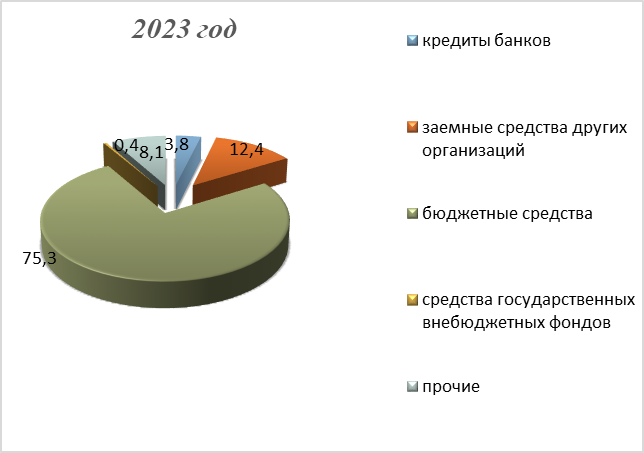 2023 год
кредиты банков
заемные средства других
организаций
бюджетные средства
средства государственных
внебюджетных фондов
прочие
0,4
8,1
3,8
12,4
75,3